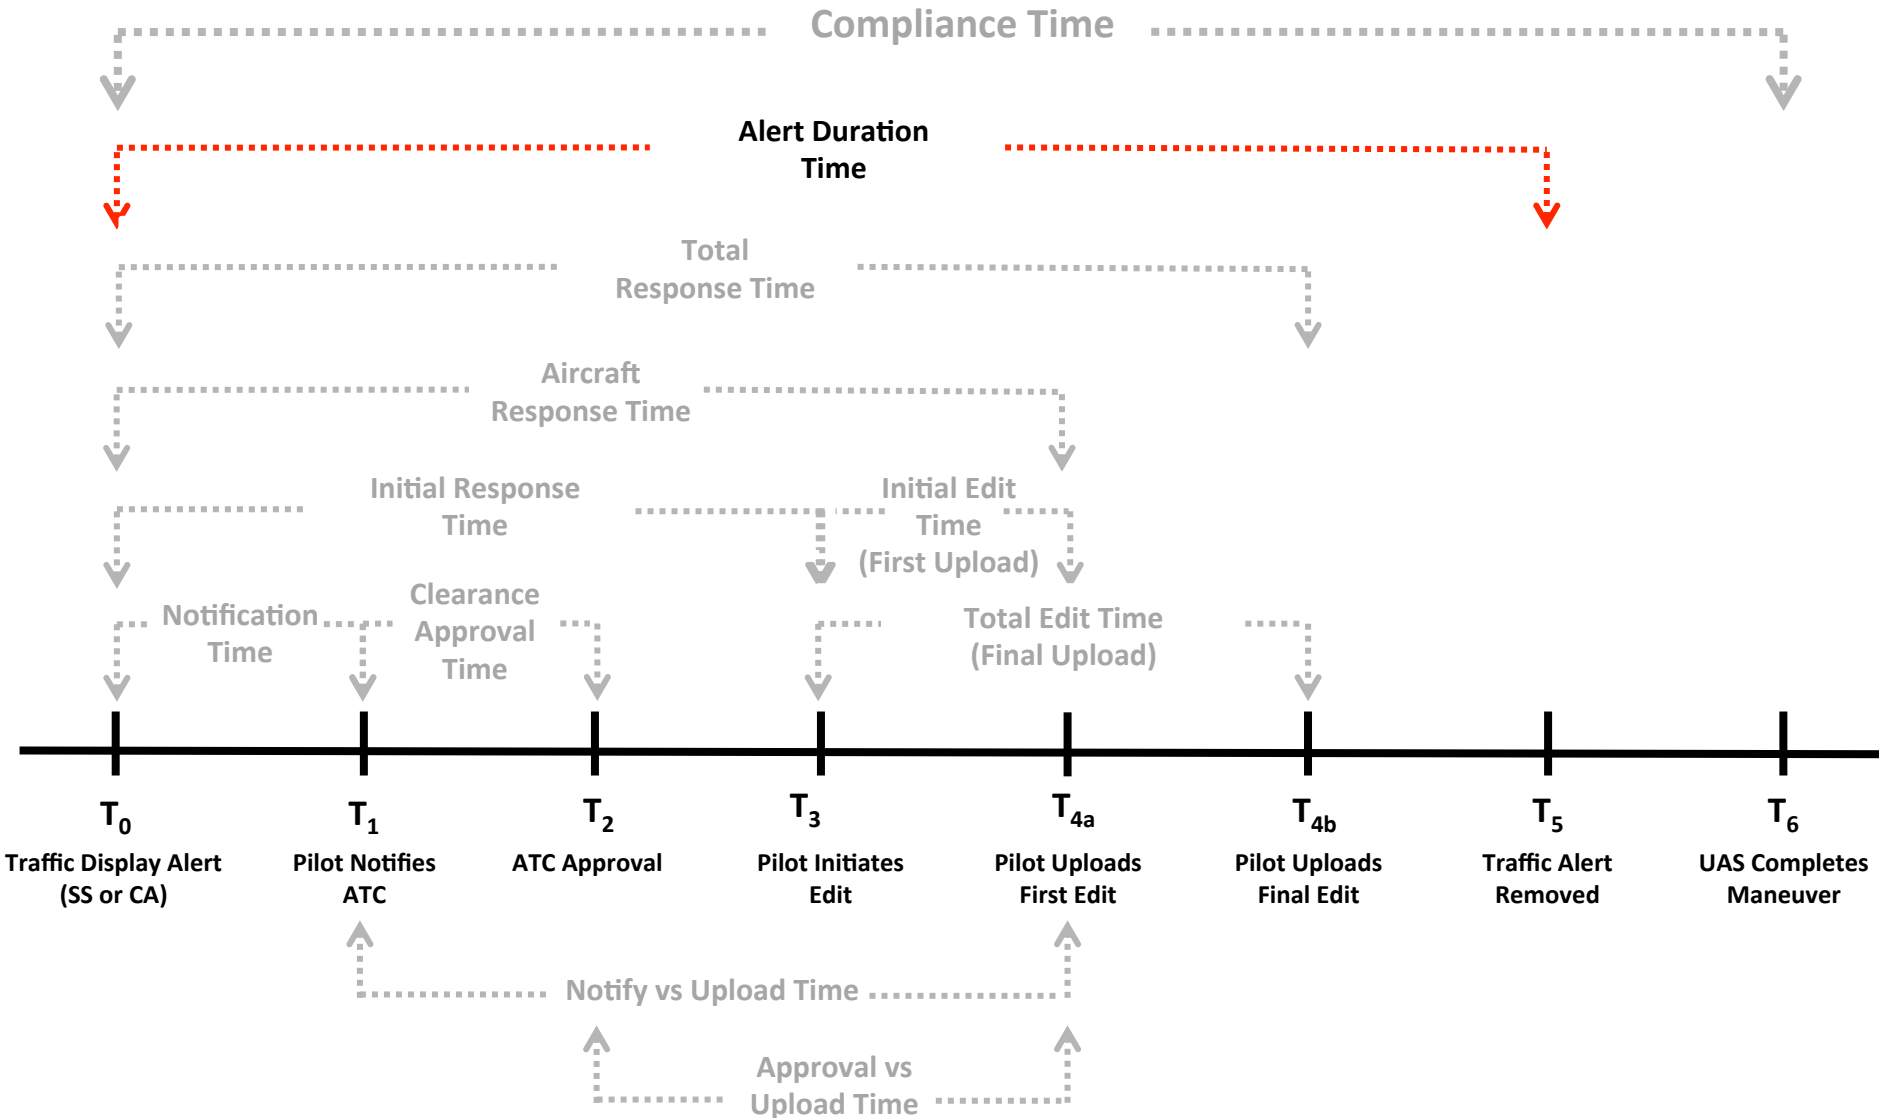 Compliance Time
Alert Duration
Time
Total
Response Time
Aircraft
Response Time
Initial Response
Time
Initial Edit
Time
(First Upload)
Notification
Time
Clearance
Approval
Time
Total Edit Time
(Final Upload)
T0
T1
T2
T3
T4a
T4b
T5
T6
Traffic Display Alert
(SS or CA)
Pilot Notifies
ATC
ATC Approval
Pilot Initiates
Edit
Pilot Uploads
First Edit
Pilot Uploads
Final Edit
Traffic Alert
Removed
UAS Completes
Maneuver
Notify vs Upload Time
Approval vs
Upload Time